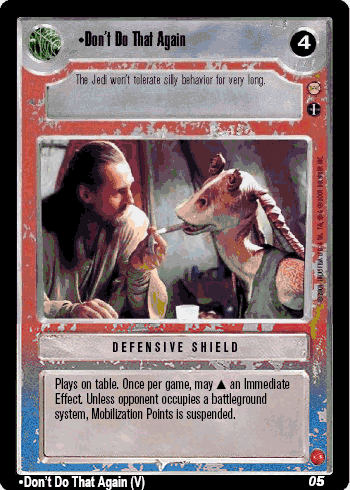 •Don't Do That Again
4
The Jedi won't tolerate silly behavior for very long.
DEFENSIVE SHIELD
Plays on table. Once per game, may ▲ an Immediate
Effect. Unless opponent occupies a battleground
system, Mobilization Points is suspended.
•Don't Do That Again (V)
05